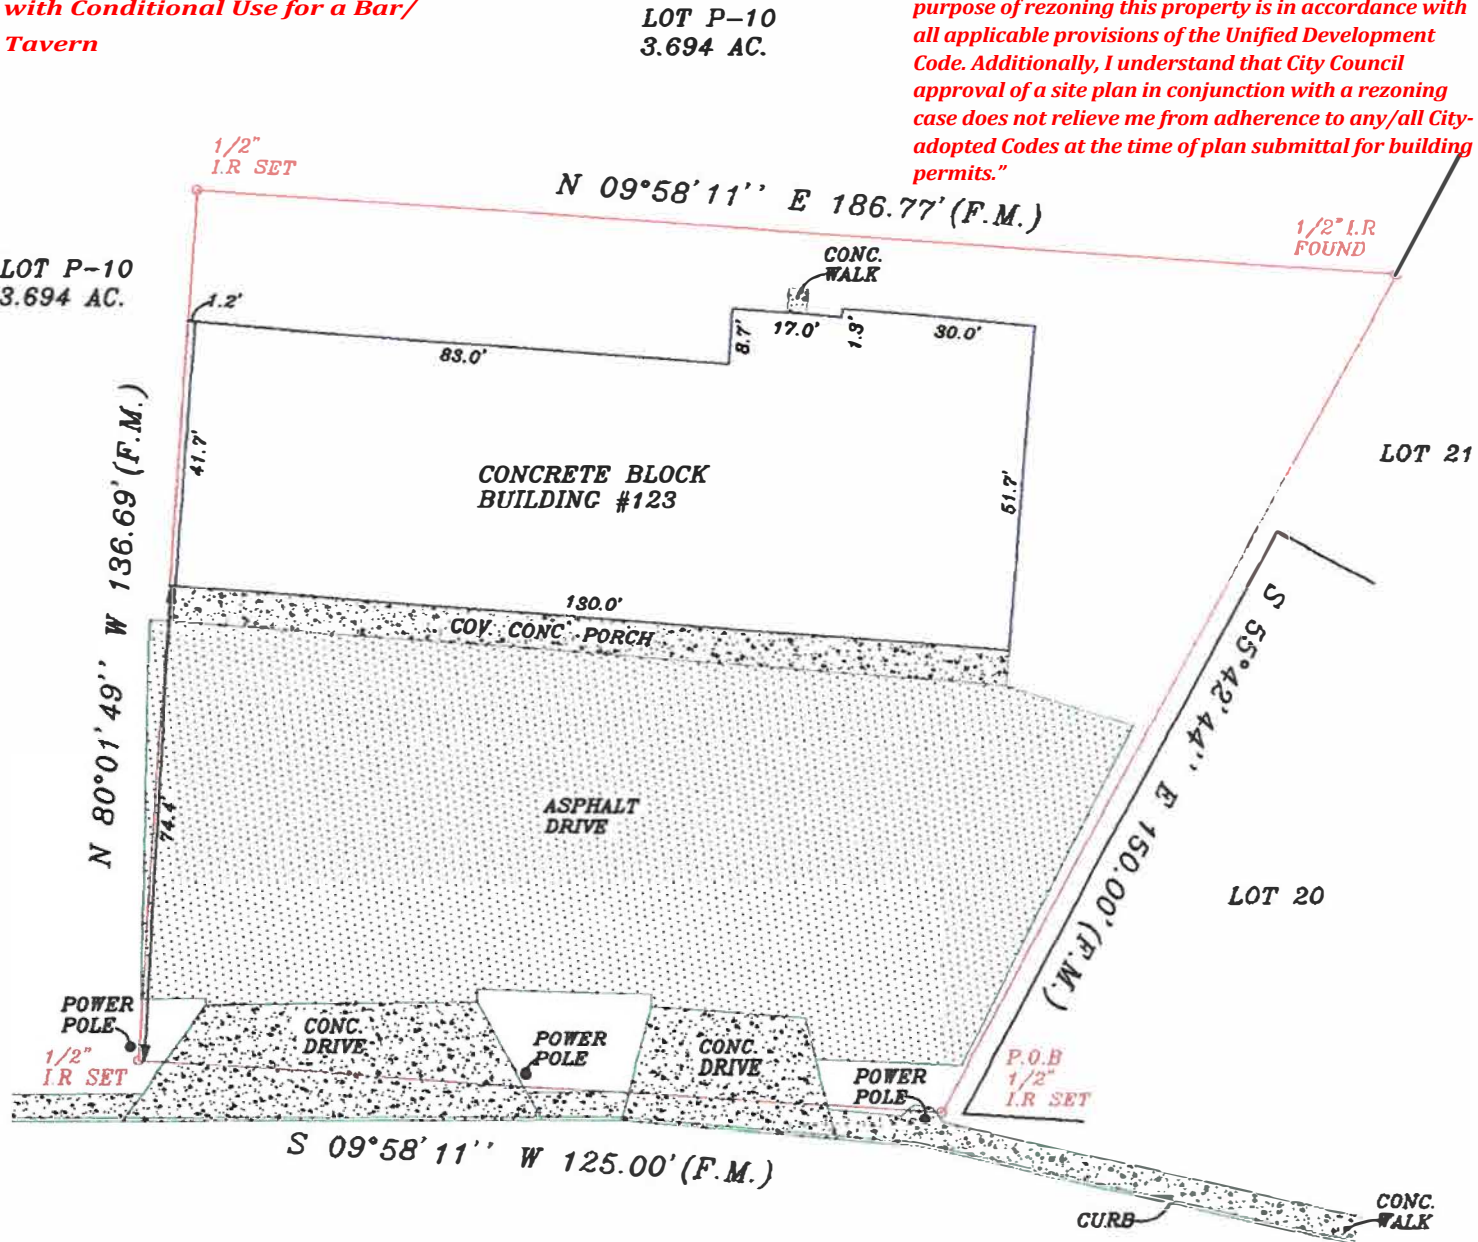 with Conditional Use for a Bar/
Tavern
LOT P-10
3.694 AC.
purpose of rezoning this property is in accordance with
all applicable provisions of the Unified Development
Code. Additionally, I understand that City Council
approval of a site plan in conjunction with a rezoning
case does not relieve me from adherence to any/all City-
adopted Codes at the time of plan submittal for building
permits.”
1/2"
I.R SET
N 09°58'11'' E 186.77'(F.M.)
1/2" I.R
FOUND
LOT P-10
3.694 AC.
CONC.
WALK
1.2'
83.0'
8.7'
17.0'
1.3'
30.0'
N 80°01'49'' W 136.69'(F.M.)
41.7'
CONCRETE BLOCK
BUILDING #123
51.7'
LOT 21
130.0'
COV CONC PORCH
S 55°42'44'' E 150.00'(F.M.)
74.4'
ASPHALT
DRIVE
LOT 20
POWER
POLE
1/2"
I.R SET
CONC.
DRIVE
POWER
POLE
CONC.
DRIVE
POWER
POLE
P.O.B
1/2"
I.R SET
S 09°58'11'' W 125.00'(F.M.)
CURB
CONC.
WALK